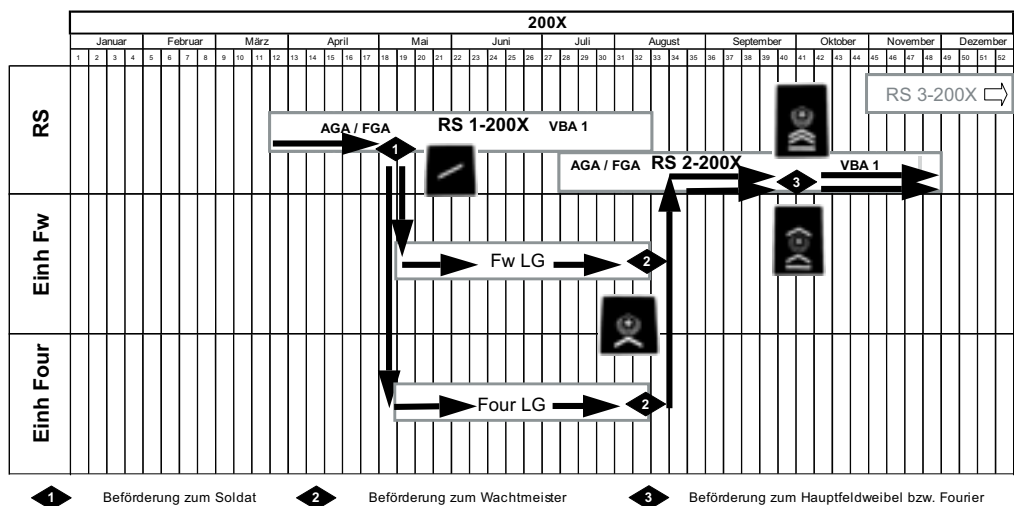 200X
Januar Februar März April Mai Juni Juli August September Oktober November Dezember
1 2 3 4 5 6 7 8 9 10 11 12 13 14 15 16 17 18 19 20 21 22 23 24 25 26 27 28 29 30 31 32 33 34 35 36 37 38 39 40 41 42 43 44 45 46 47 48 49 50 51 52
RS
RS 3-200X
AGA / FGA RS 1-200X VBA 1
1
AGA / FGA RS 2-200X VBA 1
3
Einh Fw
Fw LG 2
Einh Four
Four LG 2
1 Beförderung zum Soldat 2 Beförderung zum Wachtmeister 3 Beförderung zum Hauptfeldweibel bzw. Fourier